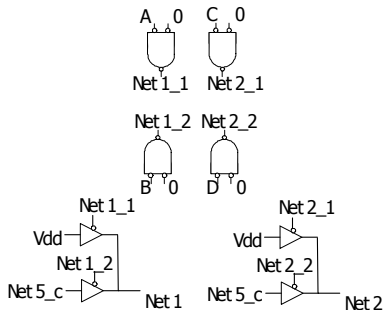 A 0 C 0
Net 1_1 Net 2_1
Net 1_2 Net 2_2
B 0 D 0
Net 1_1
Vdd
Net 1_2
Net 5_c
Net 1
Net 2_1
Vdd
Net 2_2
Net 5_c
Net 2